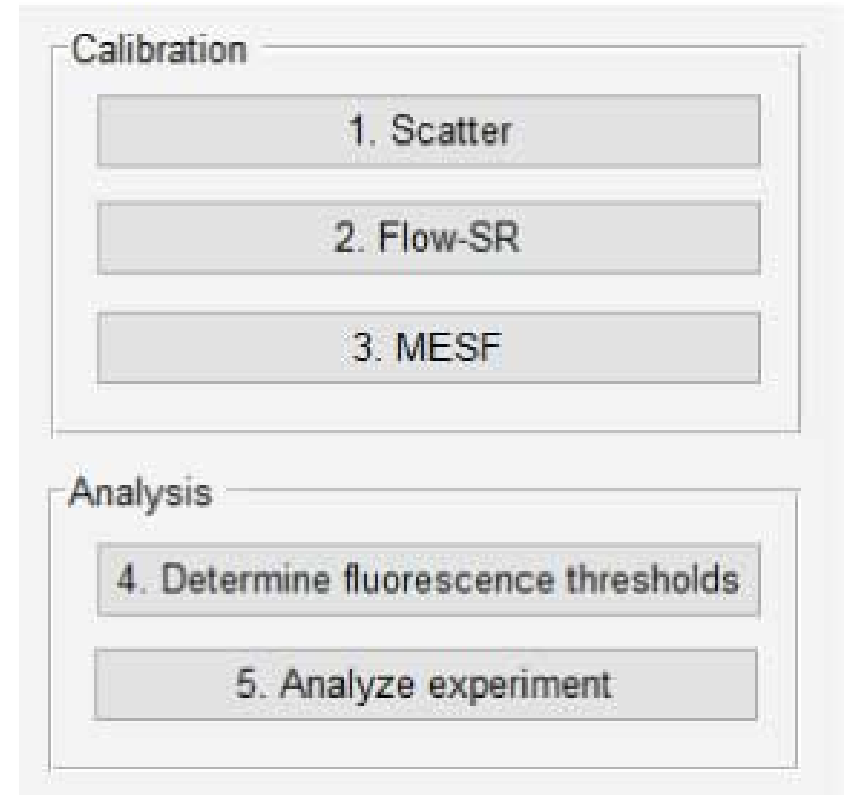 Calibration
1. Scatter
2. Flow-SR
3. MESF
Analysis
4. Determine fluorescence thresholds
5. Analyze experiment